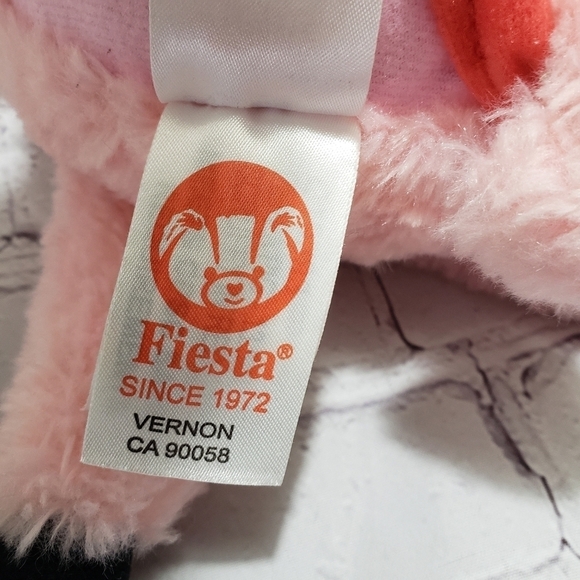 Fiesta®
SINCE 1972
VERNON
CA 90058